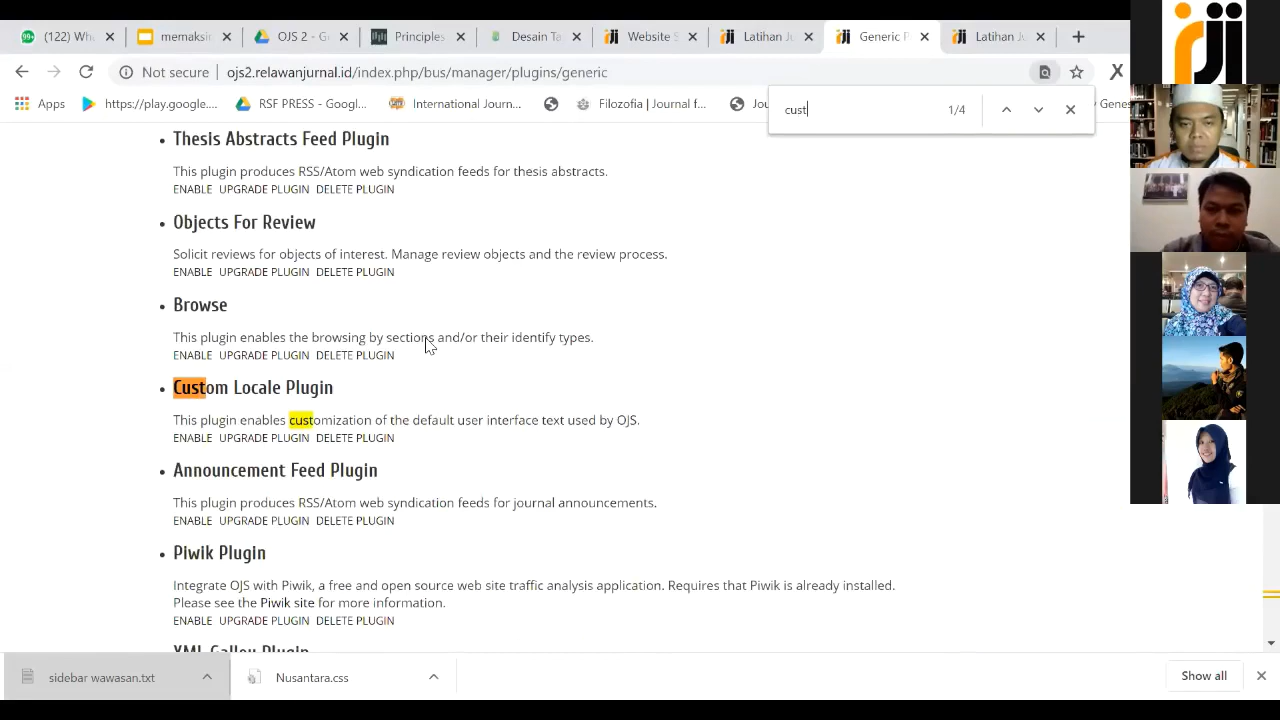 99+
(122) Whi
memaksim
OJS 2 - Go
Principles
Desain Ta
Website S
Latihan Ju
Generic P
Latihan Ju
Not secure
ojs2.relawanjurnal.id/index.php/bus/manager/plugins/generic
Apps
https://play.google....
RSF PRESS - Googl...
International Journ...
Filozofia | Journal f...
cust
1/4
Thesis Abstracts Feed Plugin
This plugin produces RSS/Atom web syndication feeds for thesis abstracts.
ENABLE UPGRADE PLUGIN DELETE PLUGIN
Objects For Review
Solicit reviews for objects of interest. Manage review objects and the review process.
ENABLE UPGRADE PLUGIN DELETE PLUGIN
Browse
This plugin enables the browsing by sections and/or their identify types.
ENABLE UPGRADE PLUGIN DELETE PLUGIN
Custom Locale Plugin
This plugin enables customization of the default user interface text used by OJS.
ENABLE UPGRADE PLUGIN DELETE PLUGIN
Announcement Feed Plugin
This plugin produces RSS/Atom web syndication feeds for journal announcements.
ENABLE UPGRADE PLUGIN DELETE PLUGIN
Piwik Plugin
Integrate OJS with Piwik, a free and open source web site traffic analysis application. Requires that Piwik is already installed.
Please see the Piwik site for more information.
ENABLE UPGRADE PLUGIN DELETE PLUGIN
XML Galley Plugin
sidebar wawasan.txt
Nusantara.css
Show all